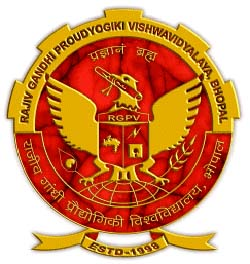 RAJIV GANDHI PROUDYOGIKI VISHWAVIDYALAYA, BHOPAL
प्रज्ञानं ब्रह्म
RGPV
राजीव गांधी प्रौद्योगिकी विश्वविद्यालय, भोपाल
ESTD-1998